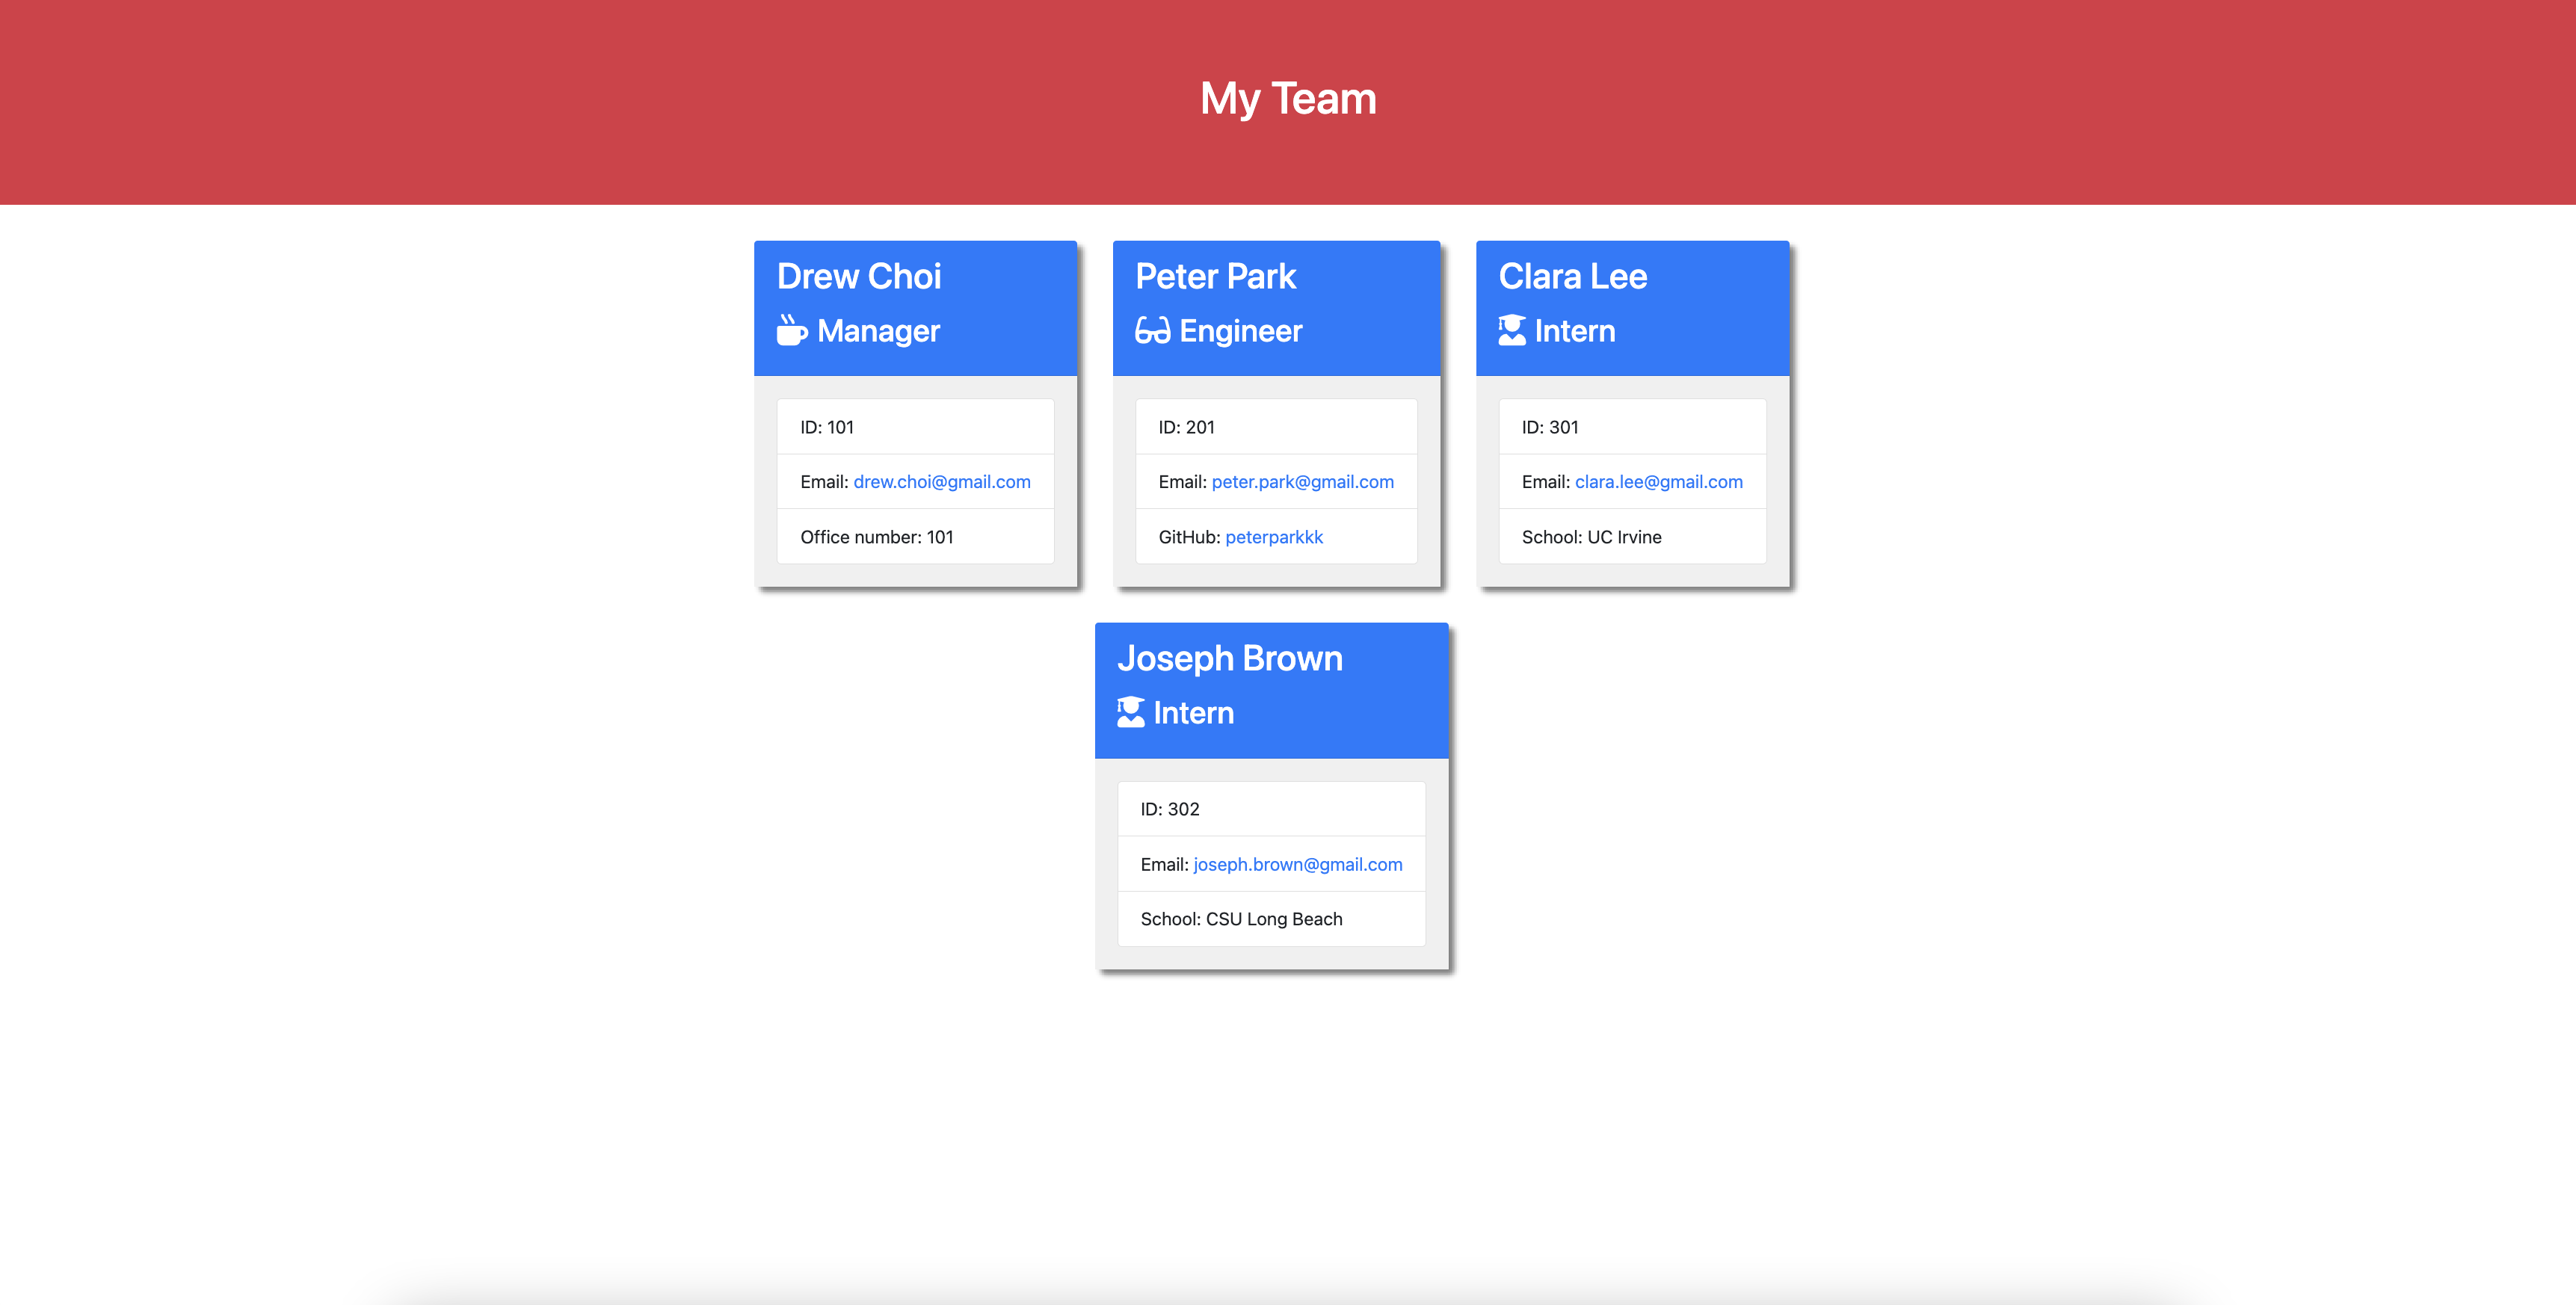 My Team
Drew Choi
Manager
ID: 101
Email: drew.choi@gmail.com
Office number: 101
Peter Park
Engineer
ID: 201
Email: peter.park@gmail.com
GitHub: peterparkkk
Clara Lee
Intern
ID: 301
Email: clara.lee@gmail.com
School: UC Irvine
Joseph Brown
Intern
ID: 302
Email: joseph.brown@gmail.com
School: CSU Long Beach